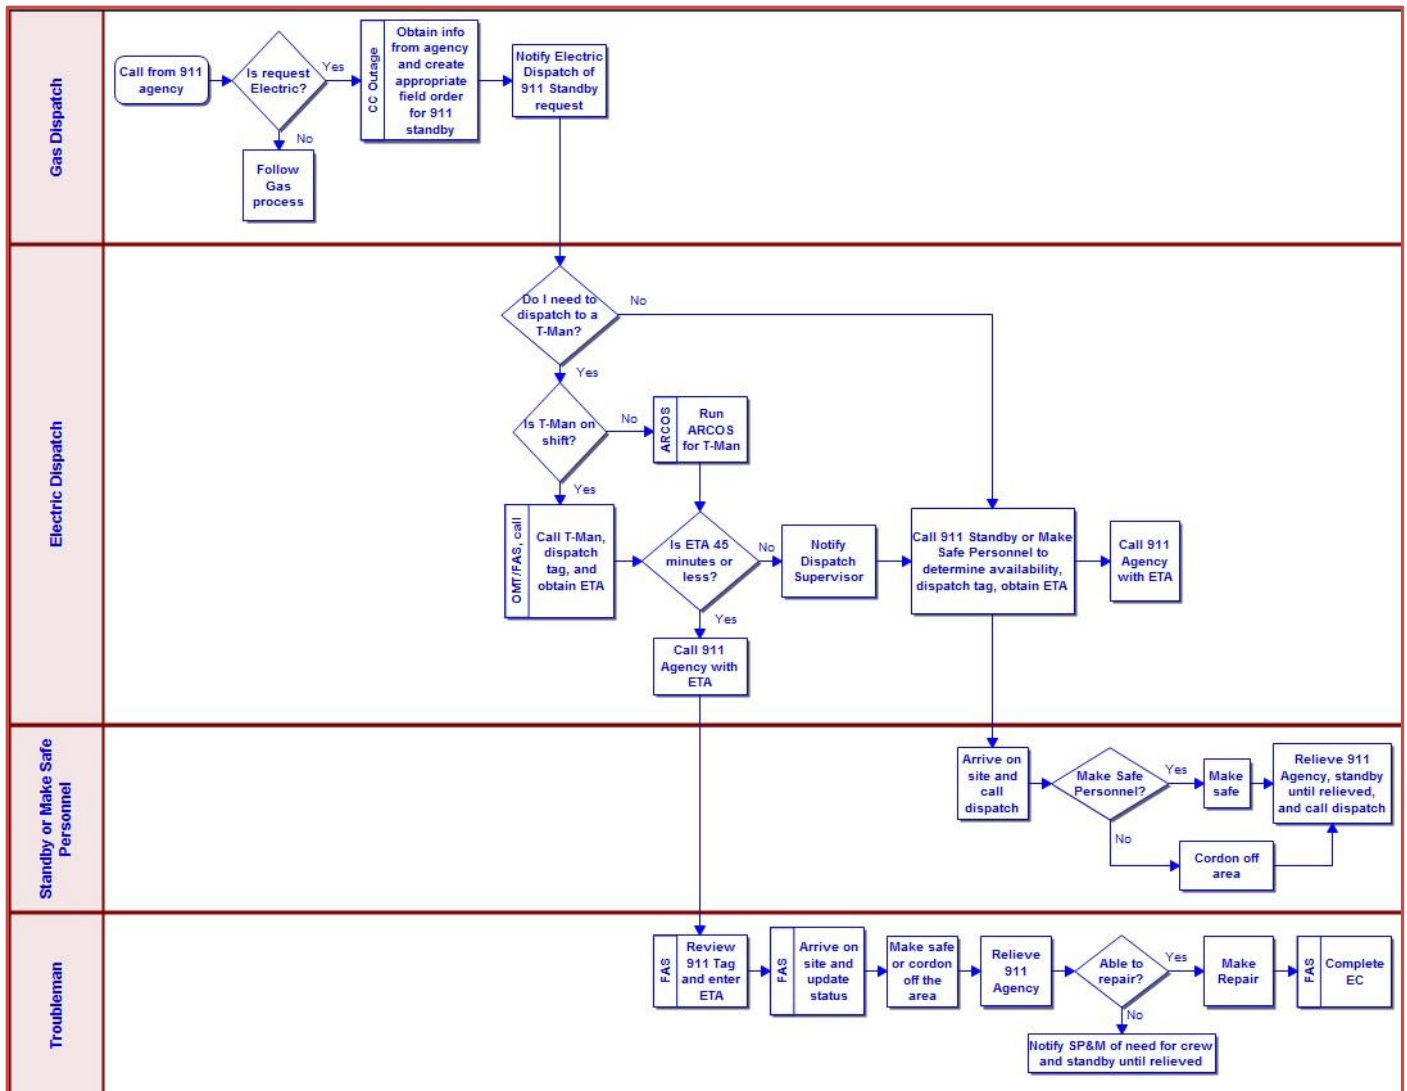 Gas Dispatch
Call from 911
agency
Is request
Electric?
Yes
No
Follow
Gas
process
CC Outage
Obtain info
from agency
and create
appropriate
field order
for 911
standby
Notify Electric
Dispatch of
911 Standby
request
Electric Dispatch
Do I need to
dispatch to a
T-Man?
No
Yes
Is T-Man on
shift?
No
Yes
ARCOS
Run
ARCOS
for T-Man
OMT/FAS, call
Call T-Man,
dispatch
tag, and
obtain ETA
Is ETA 45
minutes or
less?
No
Yes
Notify
Dispatch
Supervisor
Call 911 Standby or Make
Safe Personnel to
determine availability,
dispatch tag, obtain ETA
Call 911
Agency
with ETA
Call 911
Agency with
ETA
Standby or Make Safe
Personnel
Arrive on
site and
call
dispatch
Make Safe
Personnel?
Yes
No
Make
safe
Cordon off
area
Relieve 911
Agency, standby
until relieved,
and call dispatch
Troubleman
FAS
Review
911 Tag
and enter
ETA
FAS
Arrive on
site and
update
status
Make safe
or cordon
off the
area
Relieve
911
Agency
Able to
repair?
Yes
No
Make
Repair
FAS
Complete
EC
Notify SP&M of need for crew
and standby until relieved